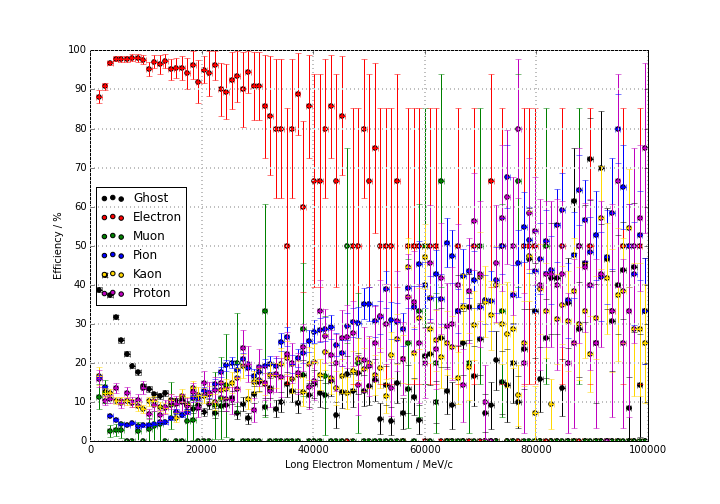 100
90
80
70
60
50
40
30
20
10
0
Efficiency / %
Ghost
Electron
Muon
Pion
Kaon
Proton
0 20000 40000 60000 80000 100000
Long Electron Momentum / MeV/c